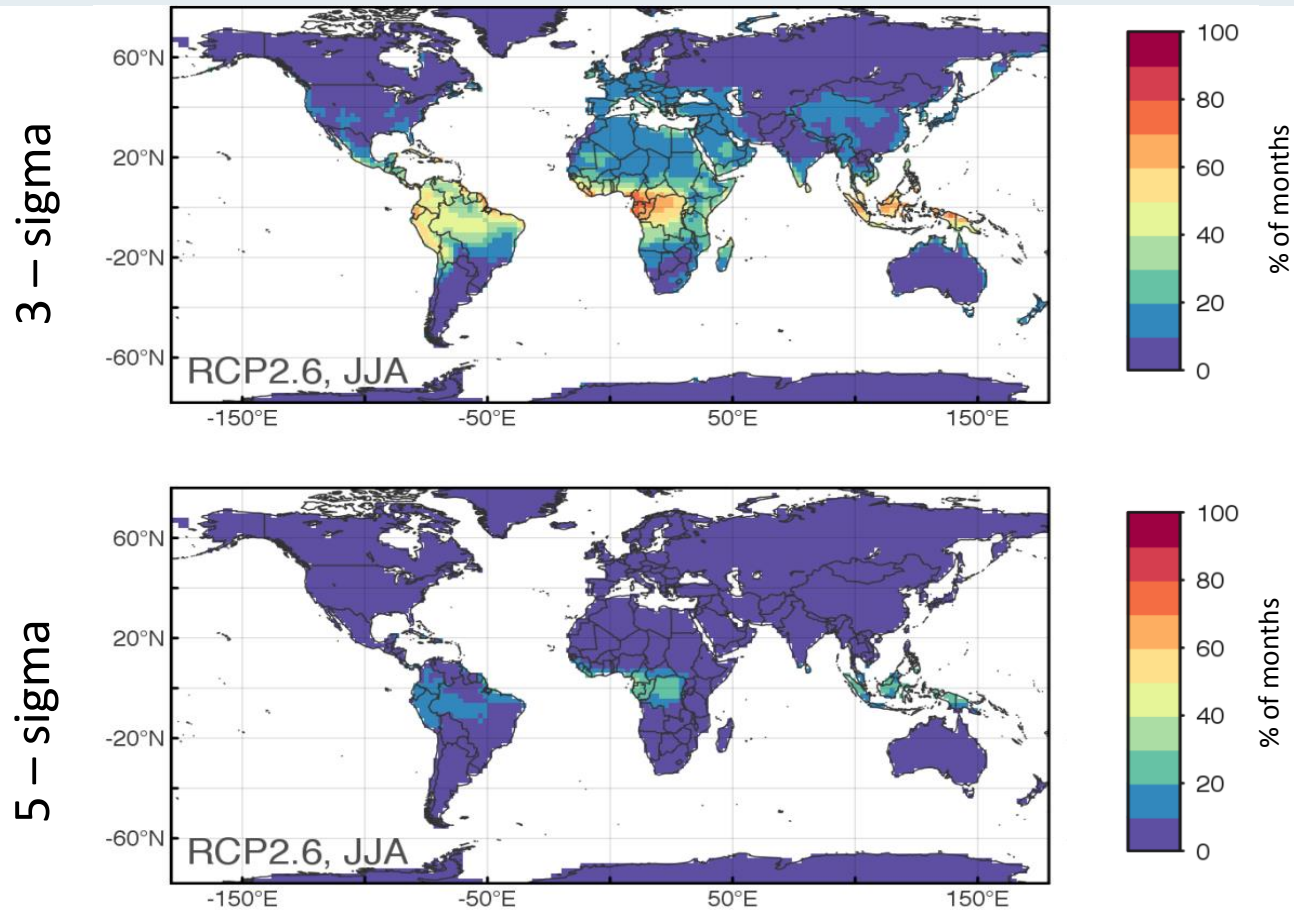 3 – sigma
60°N
20°N
-20°N
-60°N
RCP2.6, JJA
-150°E
-50°E
50°E
150°E
100
80
60
40
20
0
% of months
5 – sigma
60°N
20°N
-20°N
-60°N
RCP2.6, JJA
-150°E
-50°E
50°E
150°E
100
80
60
40
20
0
% of months